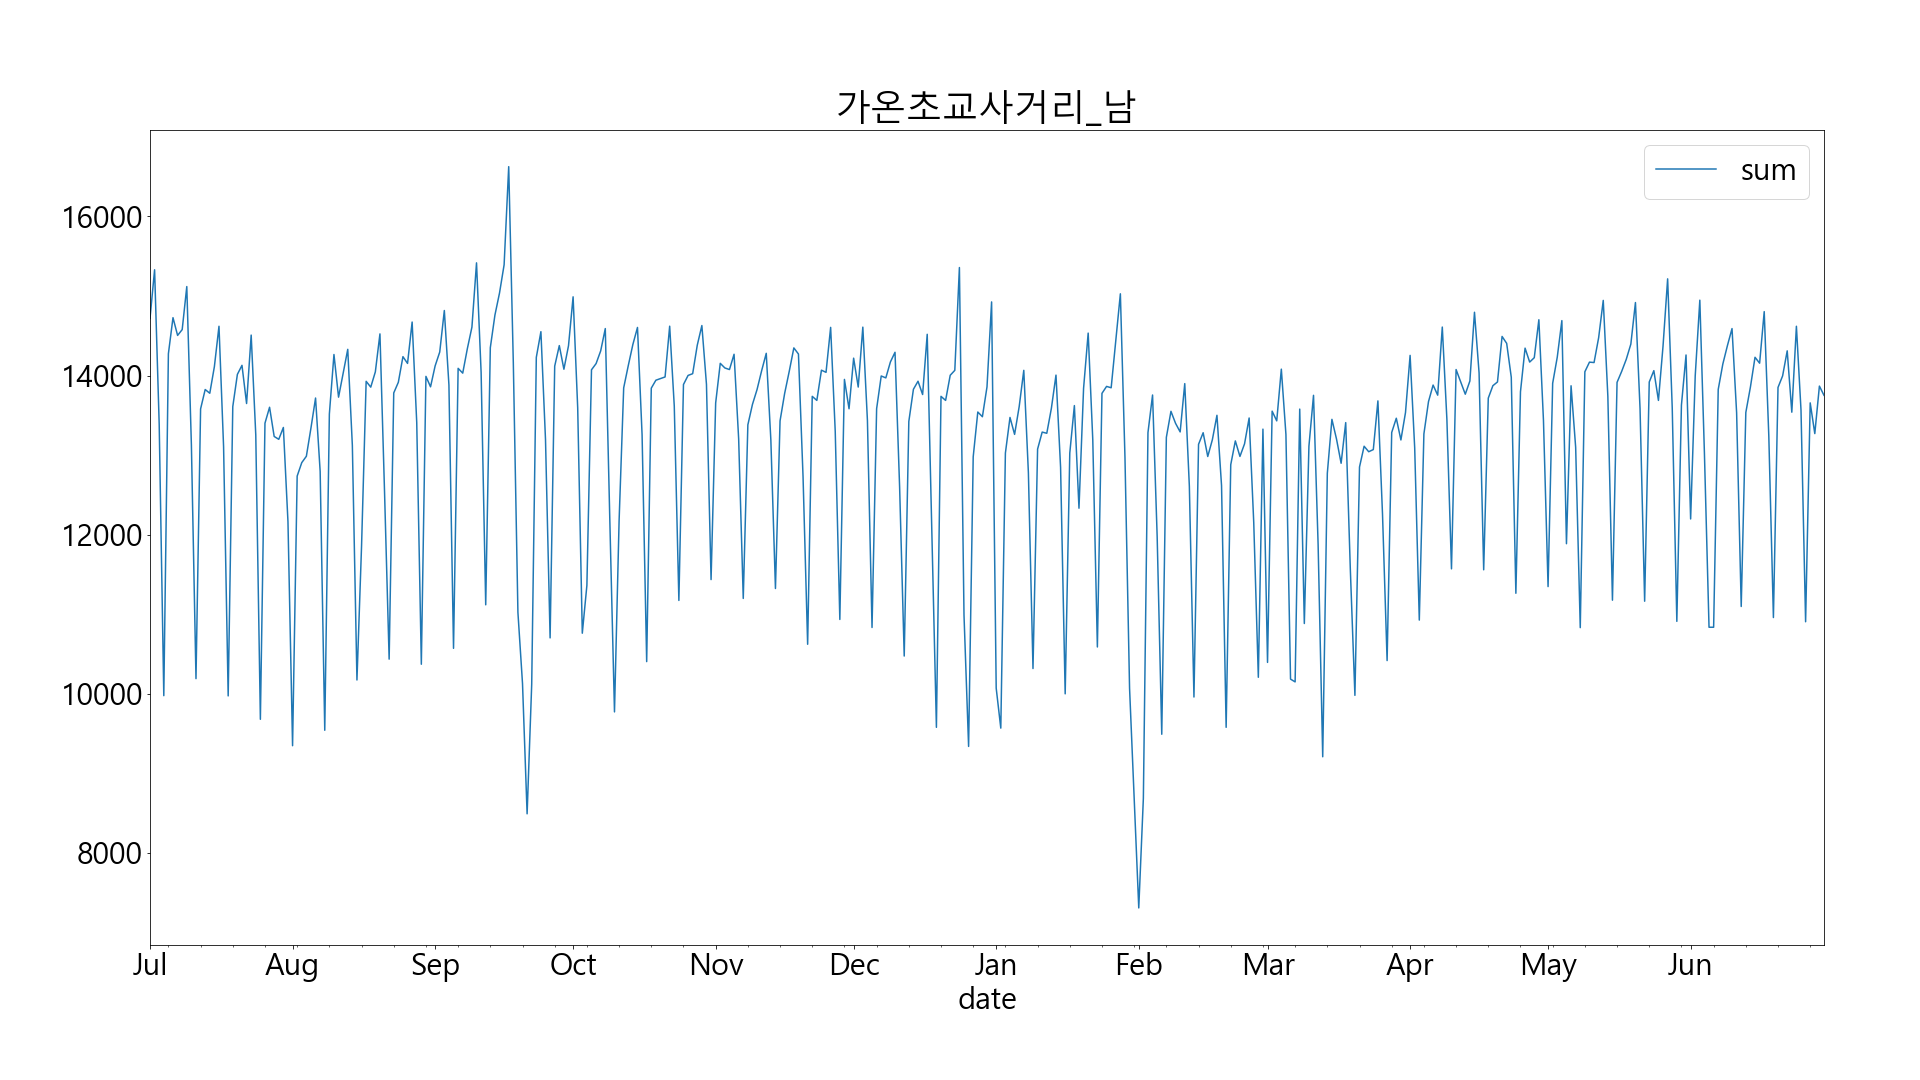 가온초교사거리_남
sum
16000
14000
12000
10000
8000
Jul Aug Sep Oct Nov Dec Jan Feb Mar Apr May Jun
date